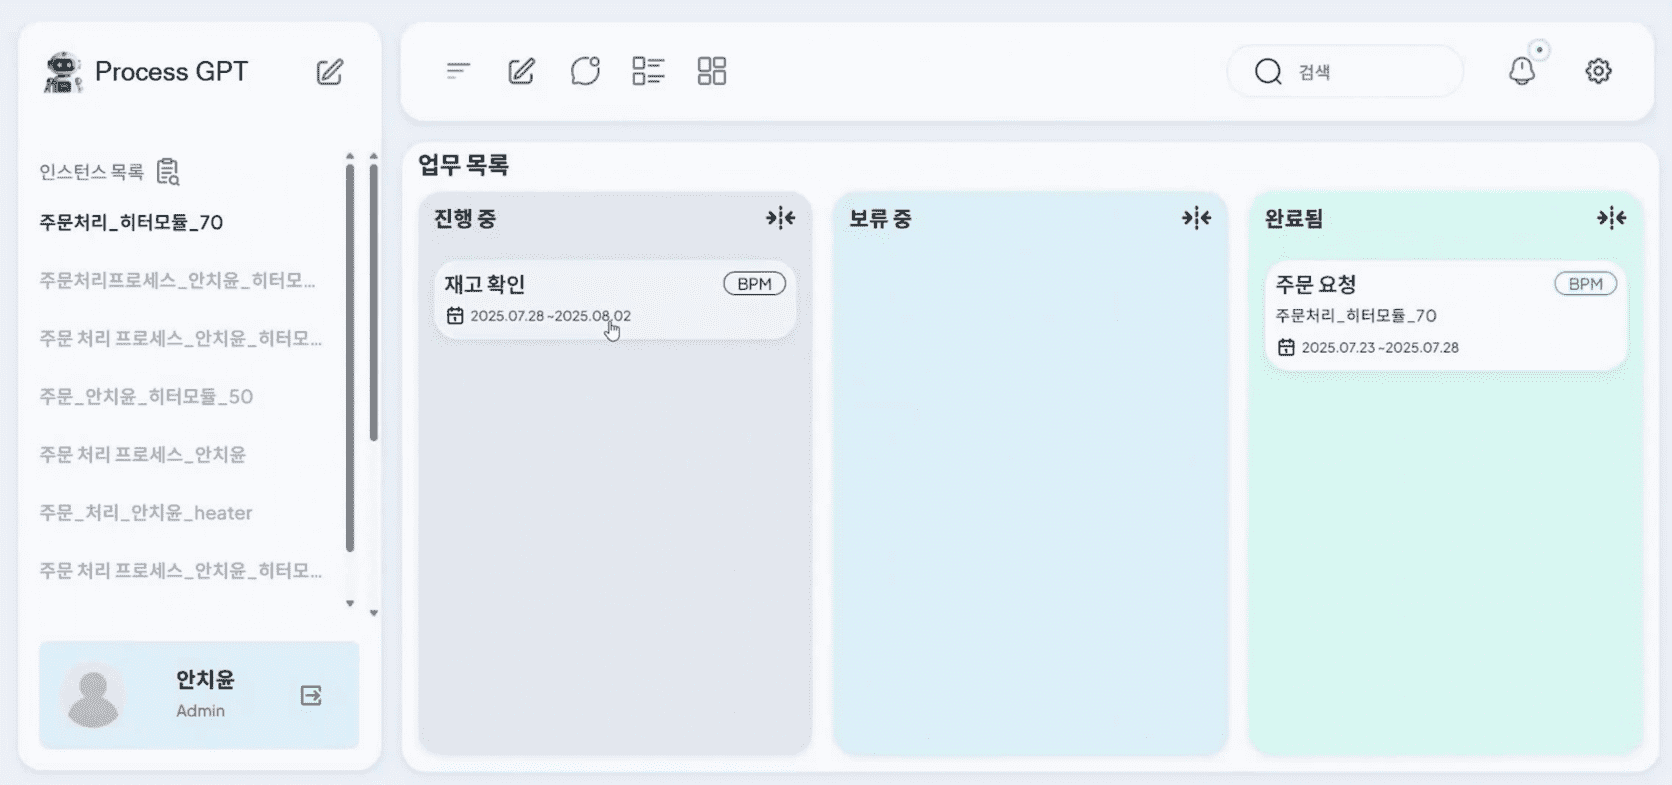 Process GPT
인스턴스 목록
주문처리_히터모듈_70
주문처리프로세스_안치윤_히터모...
주문 처리 프로세스_안치윤_히터모...
주문_안치윤_히터모듈_50
주문 처리 프로세스_안치윤
주문_처리_안치윤_heater
주문 처리 프로세스_안치윤_히터모...
안치윤
Admin
검색
업무 목록
진행 중
재고 확인 BPM
2025.07.28 ~2025.08.02
보류 중
완료됨
주문 요청 BPM
주문처리_히터모듈_70
2025.07.23 ~2025.07.28